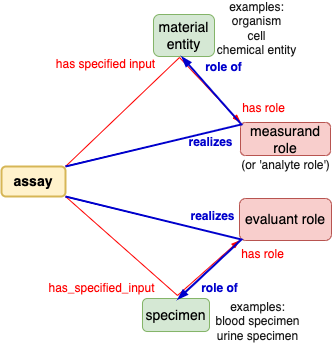 examples:
organism
cell
chemical entity
material
entity
has specified input
role of
has role
realizes
measurand
role
(or 'analyte role')
assay
realizes
evaluant role
has role
has_specified_input
role of
specimen
examples:
blood specimen
urine specimen